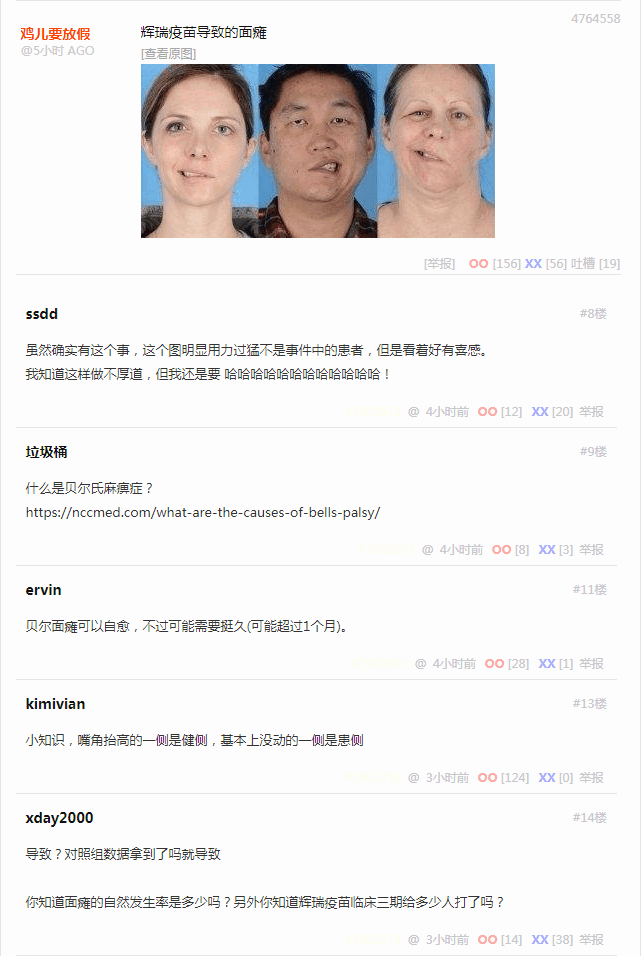 4764558
鸡儿要放假
辉瑞疫苗导致的面瘫
@5小时 AGO
[查看原图]
[举报] OO [156] XX [56] 吐槽 [19]
ssdd #8楼
虽然确实有这个事，这个图明显用力过猛不是事件中的患者，但是看着好有喜感。
我知道这样做不厚道，但我还是要 哈哈哈哈哈哈哈哈哈哈哈哈！
@ 4小时前 OO [12] XX [20] 举报
垃圾桶 #9楼
什么是贝尔氏麻痹症？
https://nccmed.com/what-are-the-causes-of-bells-palsy/
@ 4小时前 OO [8] XX [3] 举报
ervin #11楼
贝尔面瘫可以自愈，不过可能需要挺久(可能超过1个月)。
@ 4小时前 OO [28] XX [1] 举报
kimivian #13楼
小知识，嘴角抬高的一侧是健侧，基本上没动的一侧是患侧
@ 3小时前 OO [124] XX [0] 举报
xday2000 #14楼
导致？对照组数据拿到了吗就导致
你知道面瘫的自然发生率是多少吗？另外你知道辉瑞疫苗临床三期给多少人打了吗？
@ 3小时前 OO [14] XX [38] 举报